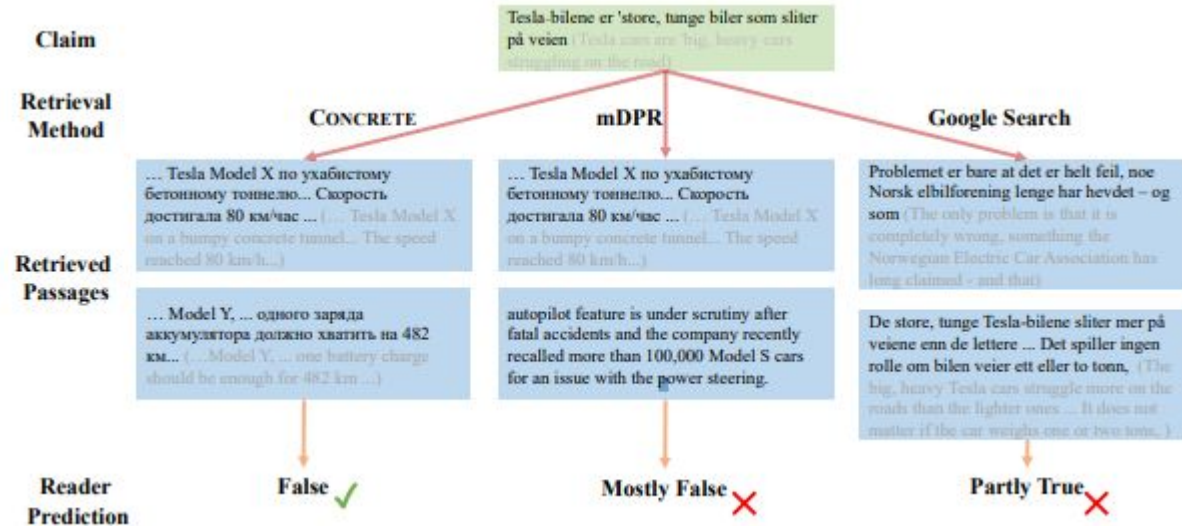 Claim
Tesla-bilene er 'store, tunge biler som sliter
på veien (Tesla cars are 'big, heavy cars
struggling on the road)
Retrieval
Method
CONCRETE
mDPR
Google Search
Retrieved
Passages
… Tesla Model X по ухабистому
бетонному тоннелю... Скорость
достигала 80 км/час ... (… Tesla Model X
on a bumpy concrete tunnel... The speed
reached 80 km/h...)
… Tesla Model X по ухабистому
бетонному тоннелю... Скорость
достигала 80 км/час ... (… Tesla Model X
on a bumpy concrete tunnel... The speed
reached 80 km/h...)
Problemet er bare at det er helt feil, noe
Norsk elbilforening lenge har hevdet – og
som (The only problem is that it is
completely wrong, something the
Norwegian Electric Car Association has
long claimed - and that)
… Model Y, ... одного заряда
аккумулятора должно хватить на 482
км... (…Model Y, ... one battery charge
should be enough for 482 km ...)
autopilot feature is under scrutiny after
fatal accidents and the company recently
recalled more than 100,000 Model S cars
for an issue with the power steering.
De store, tunge Tesla-bilene sliter mer på
veiene enn de lettere ... Det spiller ingen
rolle om bilen veier ett eller to tonn, (The
big, heavy Tesla cars struggle more on the
roads than the lighter ones ... It does not
matter if the car weighs one or two tons, )
Reader
Prediction
False
Mostly False
Partly True